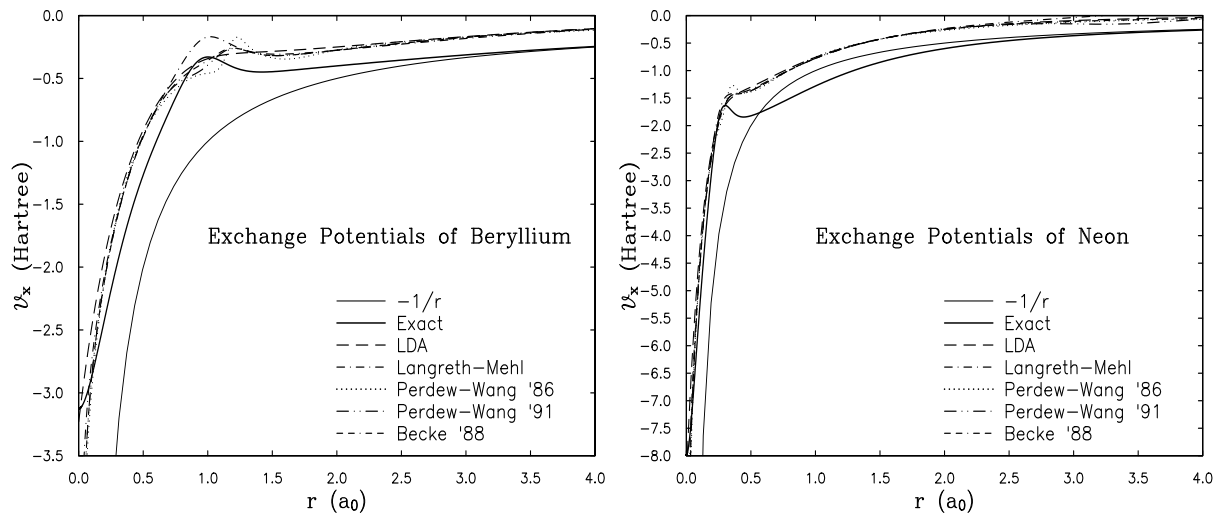 0.0
−0.5
−1.0
−1.5
−2.0
−2.5
−3.0
−3.5
0.0 0.5 1.0 1.5 2.0 2.5 3.0 3.5 4.0
r (a0)
vx (Hartree)
Exchange Potentials of Beryllium
−1/r
Exact
LDA
Langreth−Mehl
Perdew−Wang '86
Perdew−Wang '91
Becke '88
0.0
−0.5
−1.0
−1.5
−2.0
−2.5
−3.0
−3.5
−4.0
−4.5
−5.0
−5.5
−6.0
−6.5
−7.0
−7.5
−8.0
0.0 0.5 1.0 1.5 2.0 2.5 3.0 3.5 4.0
r (a0)
vx (Hartree)
Exchange Potentials of Neon
−1/r
Exact
LDA
Langreth−Mehl
Perdew−Wang '86
Perdew−Wang '91
Becke '88